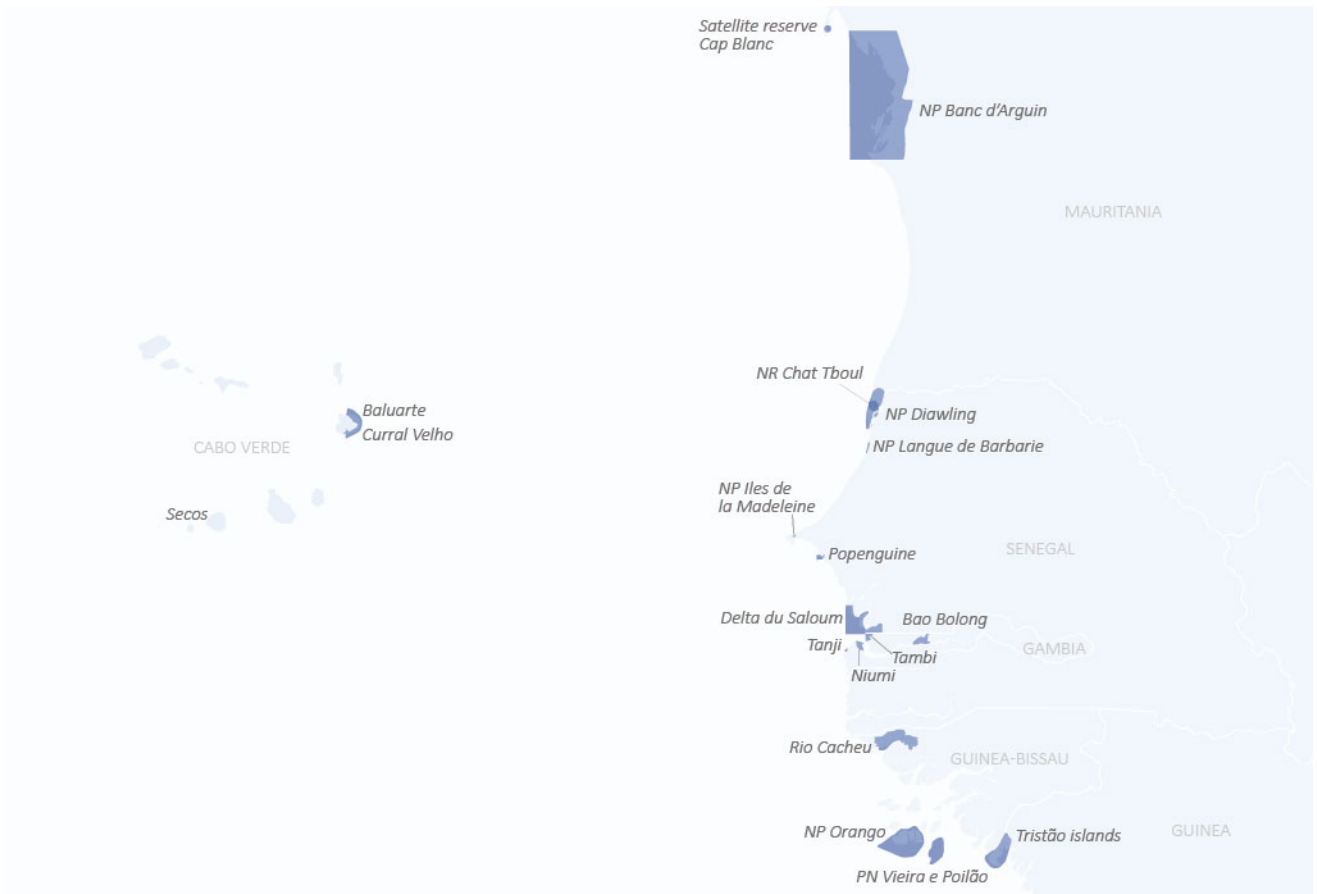 Satellite reserve
Cap Blanc
NP Banc d'Arguin
MAURITANIA
NR Chat Tboul
NP Diawling
Baluarte
Curral Velho
CABO VERDE
NP Langue de Barbarie
NP Iles de
la Madeleine
Secos
SENEGAL
Popenguine
Delta du Saloum
Bao Bolong
Tanji
Tambi
GAMBIA
Niumi
Rio Cacheu
GUINEA-BISSAU
NP Orango
Tristão islands
GUINEA
PN Vieira e Poilão